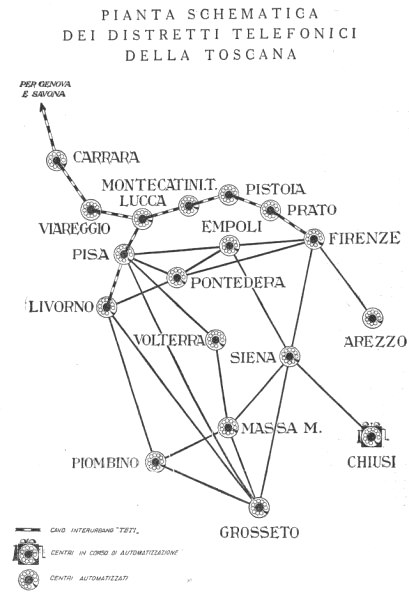 PIANTA SCHEMATICA
DEI DISTRETTI TELEFONICI
DELLA TOSCANA
PER GENOVA
E SAVONA
CARRARA
MONTECATINI T.
PISTOIA
LUCCA
PRATO
VIAREGGIO
EMPOLI
FIRENZE
PISA
PONTEDERA
LIVORNO
VOLTERRA
AREZZO
SIENA
MASSA M.
PIOMBINO
CHIUSI
GROSSETO
CAVO INTERURBANO "TETI"
CENTRI IN CORSO DI AUTOMATIZZAZIONE
CENTRI AUTOMATIZZATI